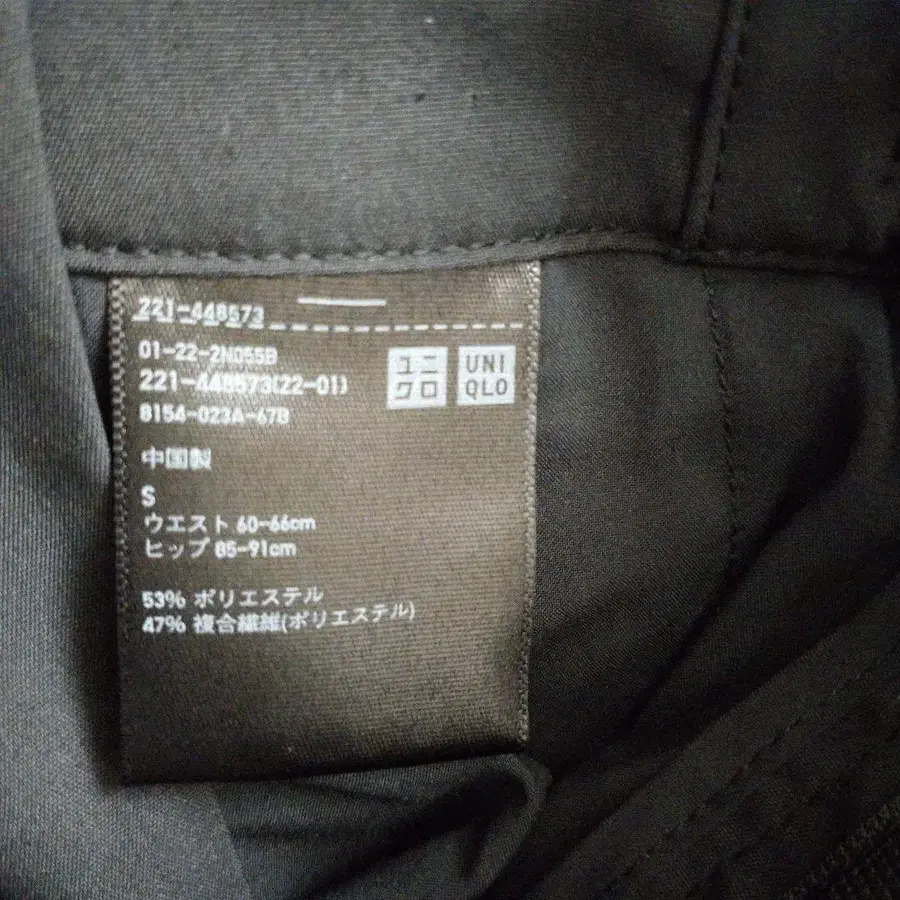 221-448573
01-22-2N055B
221-448573(22-01)
8154-023A-67B
ユニ
クロ
UNI
QLO
中国製
S
ウエスト 60-66cm
ヒップ 85-91cm
53% ポリエステル
47% 複合繊維(ポリエステル)